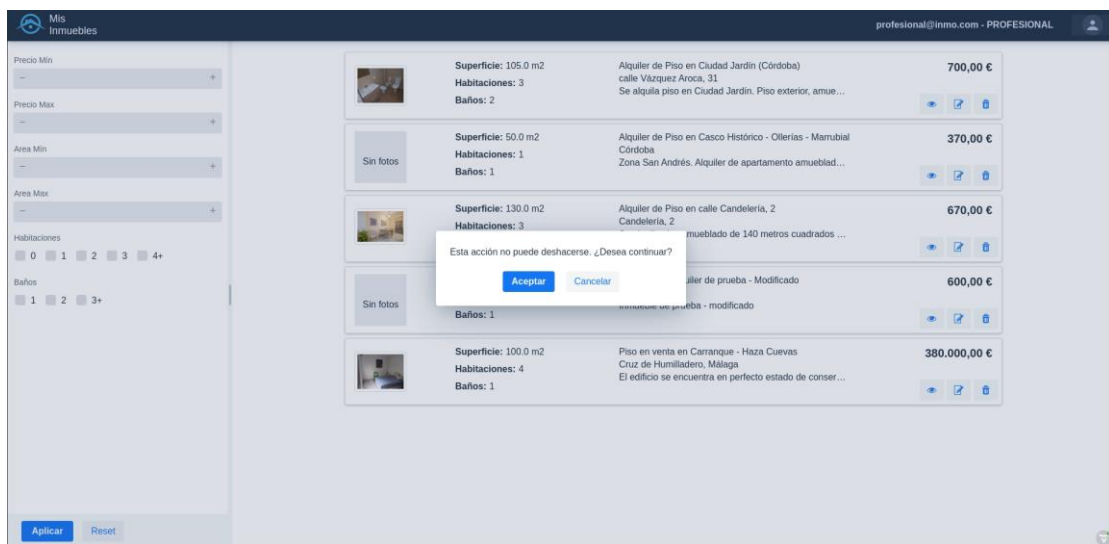 Mis
Inmuebles
profesional@inmo.com - PROFESIONAL
Precio Mín
−
+
Precio Max
−
+
Area Mín
−
+
Area Max
−
+
Habitaciones
0 1 2 3 4+
Baños
1 2 3+
Aplicar Reset
Superficie: 105.0 m2
Habitaciones: 3
Baños: 2
Alquiler de Piso en Ciudad Jardín (Córdoba)
calle Vázquez Aroca, 31
Se alquila piso en Ciudad Jardín. Piso exterior, amue…
700,00 €
Sin fotos
Superficie: 50.0 m2
Habitaciones: 1
Baños: 1
Alquiler de Piso en Casco Histórico - Ollerías - Marrubial
Córdoba
Zona San Andrés. Alquiler de apartamento amueblad…
370,00 €
Superficie: 130.0 m2
Habitaciones: 3
Alquiler de Piso en calle Candelería, 2
Candelería, 2
mueblado de 140 metros cuadrados …
670,00 €
Esta acción no puede deshacerse. ¿Desea continuar?
Aceptar Cancelar
Sin fotos
Baños: 1
uiler de prueba - Modificado
Inmueble de prueba - modificado
600,00 €
Superficie: 100.0 m2
Habitaciones: 4
Baños: 1
Piso en venta en Carranque - Haza Cuevas
Cruz de Humilladero, Málaga
El edificio se encuentra en perfecto estado de conser…
380.000,00 €